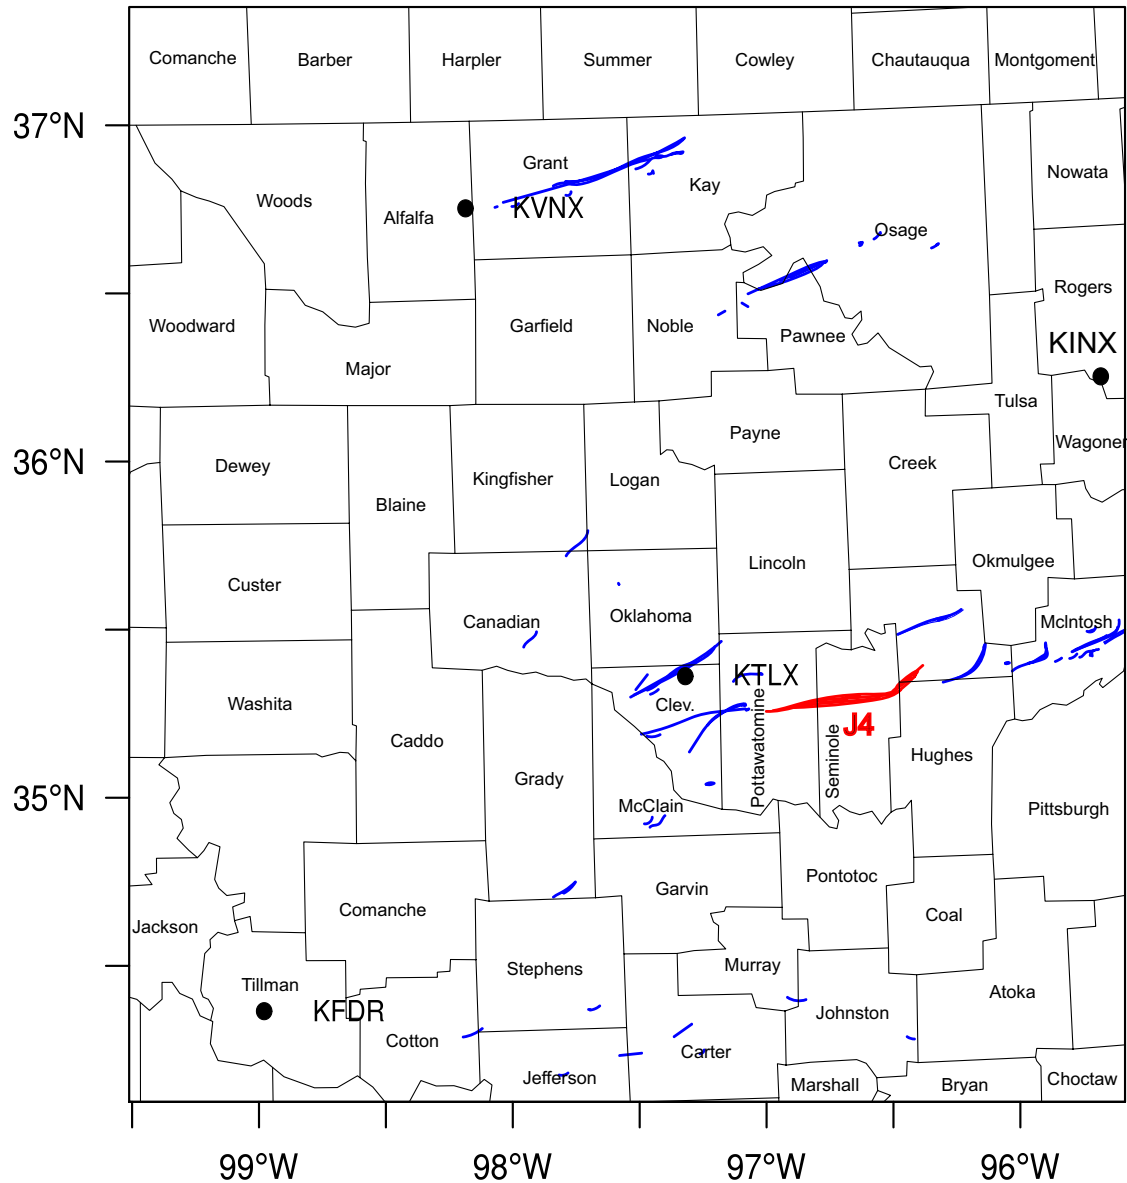 Comanche Barber Harpler Summer Cowley Chautauqua Montgoment
37°N
Grant
Nowata
Kay
Woods
KVNX
Alfalfa
Osage
Rogers
Woodward Garfield Noble
Pawnee
KINX
Major
Tulsa
Payne
Wagoner
36°N
Dewey Creek
Kingfisher Logan
Blaine
Lincoln Okmulgee
Custer
Oklahoma
Canadian McIntosh
KTLX
Washita Clev.
J4
Caddo
Pottawatomine
Seminole
Hughes
Grady
35°N
McClain Pittsburgh
Pontotoc
Garvin
Comanche Coal
Jackson
Murray
Stephens
Tillman Atoka
KFDR Johnston
Cotton
Carter
Jefferson Marshall Bryan Choctaw
99°W 98°W 97°W 96°W